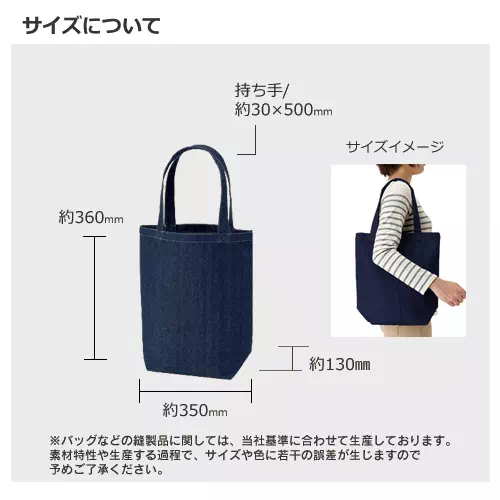 サイズについて
持ち手/
約30×500mm
サイズイメージ
約360mm
約130㎜
約350mm
※バッグなどの縫製品に関しては、当社基準に合わせて生産しております。
素材特性や生産する過程で、サイズや色に若干の誤差が生じますので
予めご了承ください。